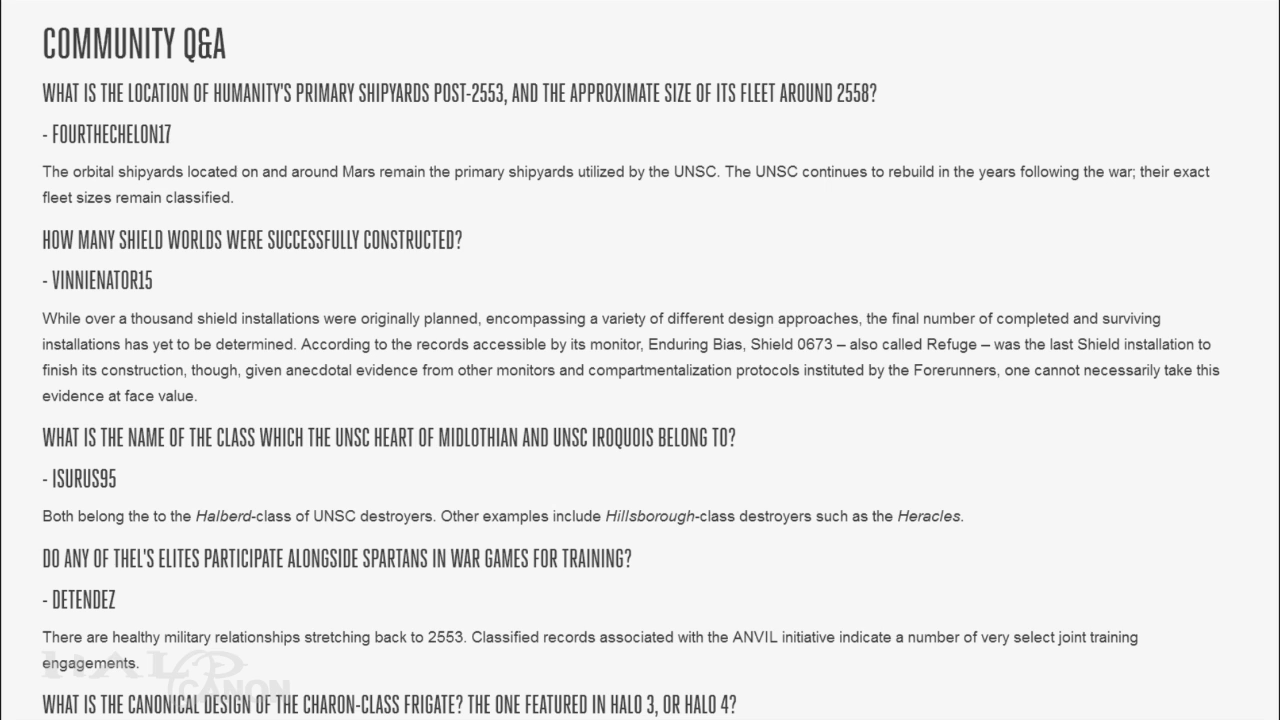 COMMUNITY Q&A
WHAT IS THE LOCATION OF HUMANITY'S PRIMARY SHIPYARDS POST-2553, AND THE APPROXIMATE SIZE OF ITS FLEET AROUND 2558?
- FOURTHECHELON17
The orbital shipyards located on and around Mars remain the primary shipyards utilized by the UNSC. The UNSC continues to rebuild in the years following the war; their exact
fleet sizes remain classified.
HOW MANY SHIELD WORLDS WERE SUCCESSFULLY CONSTRUCTED?
- VINNIENATOR15
While over a thousand shield installations were originally planned, encompassing a variety of different design approaches, the final number of completed and surviving
installations has yet to be determined. According to the records accessible by its monitor, Enduring Bias, Shield 0673 – also called Refuge – was the last Shield installation to
finish its construction, though, given anecdotal evidence from other monitors and compartmentalization protocols instituted by the Forerunners, one cannot necessarily take this
evidence at face value.
WHAT IS THE NAME OF THE CLASS WHICH THE UNSC HEART OF MIDLOTHIAN AND UNSC IROQUOIS BELONG TO?
- ISURUS95
Both belong the to the Halberd-class of UNSC destroyers. Other examples include Hillsborough-class destroyers such as the Heracles.
DO ANY OF THEL'S ELITES PARTICIPATE ALONGSIDE SPARTANS IN WAR GAMES FOR TRAINING?
- DETENDEZ
There are healthy military relationships stretching back to 2553. Classified records associated with the ANVIL initiative indicate a number of very select joint training
engagements.
HALO
CANON
WHAT IS THE CANONICAL DESIGN OF THE CHARON-CLASS FRIGATE? THE ONE FEATURED IN HALO 3, OR HALO 4?